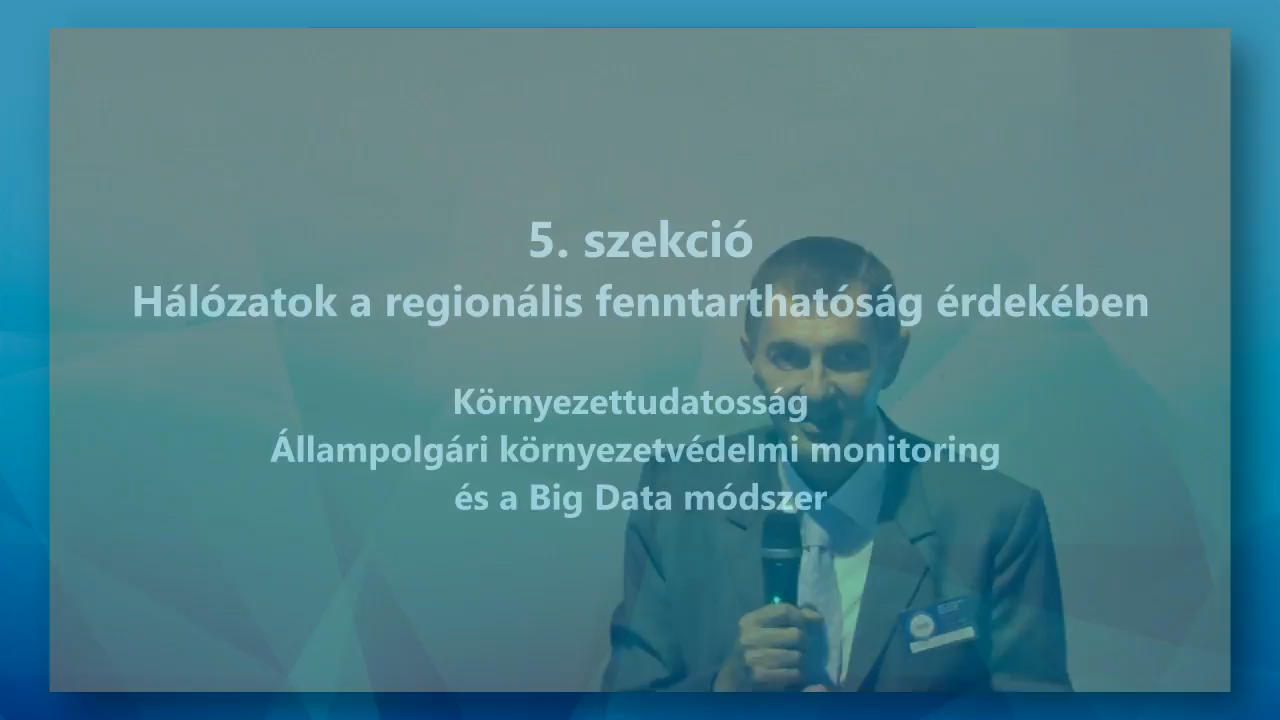 5. szekció
Hálózatok a regionális fenntarthatóság érdekében
Környezettudatosság
Állampolgári környezetvédelmi monitoring
és a Big Data módszer